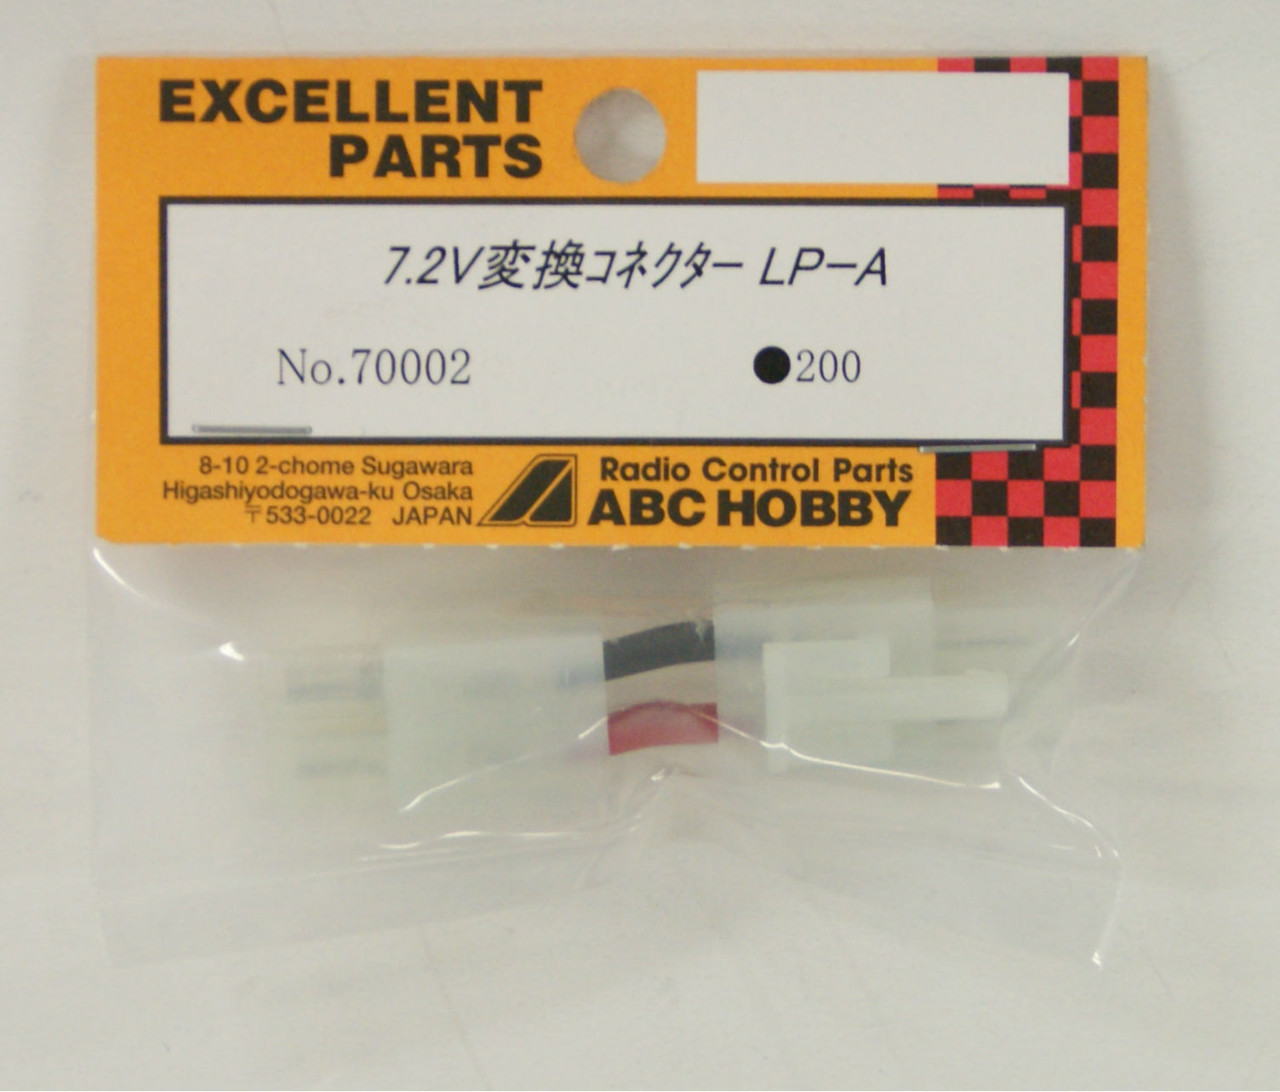 EXCELLENT
PARTS
7.2V変換コネクター LP-A
No.70002 ●200
8-10 2-chome Sugawara
Higashiyodogawa-ku Osaka
〒533-0022 JAPAN
Radio Control Parts
ABC HOBBY